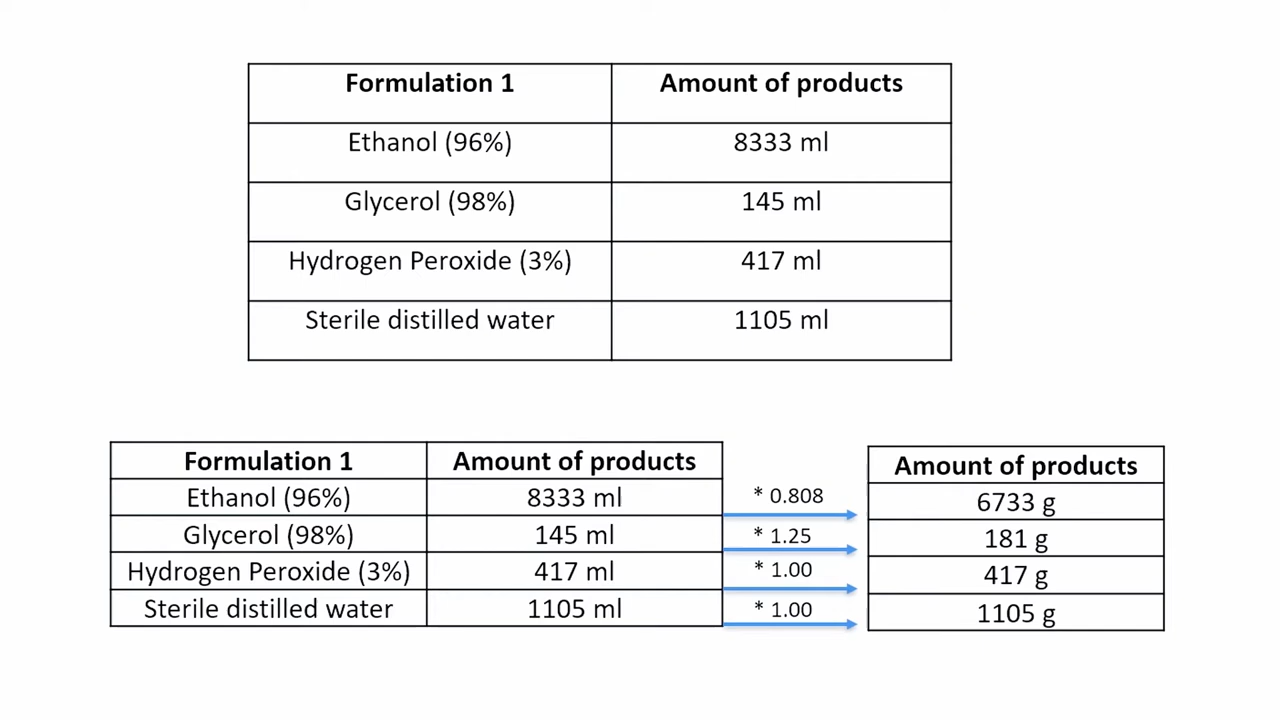 Formulation 1 Amount of products
Ethanol (96%) 8333 ml
Glycerol (98%) 145 ml
Hydrogen Peroxide (3%) 417 ml
Sterile distilled water 1105 ml
Formulation 1 Amount of products Amount of products
Ethanol (96%) 8333 ml * 0.808 6733 g
Glycerol (98%) 145 ml * 1.25 181 g
Hydrogen Peroxide (3%) 417 ml * 1.00 417 g
Sterile distilled water 1105 ml * 1.00 1105 g